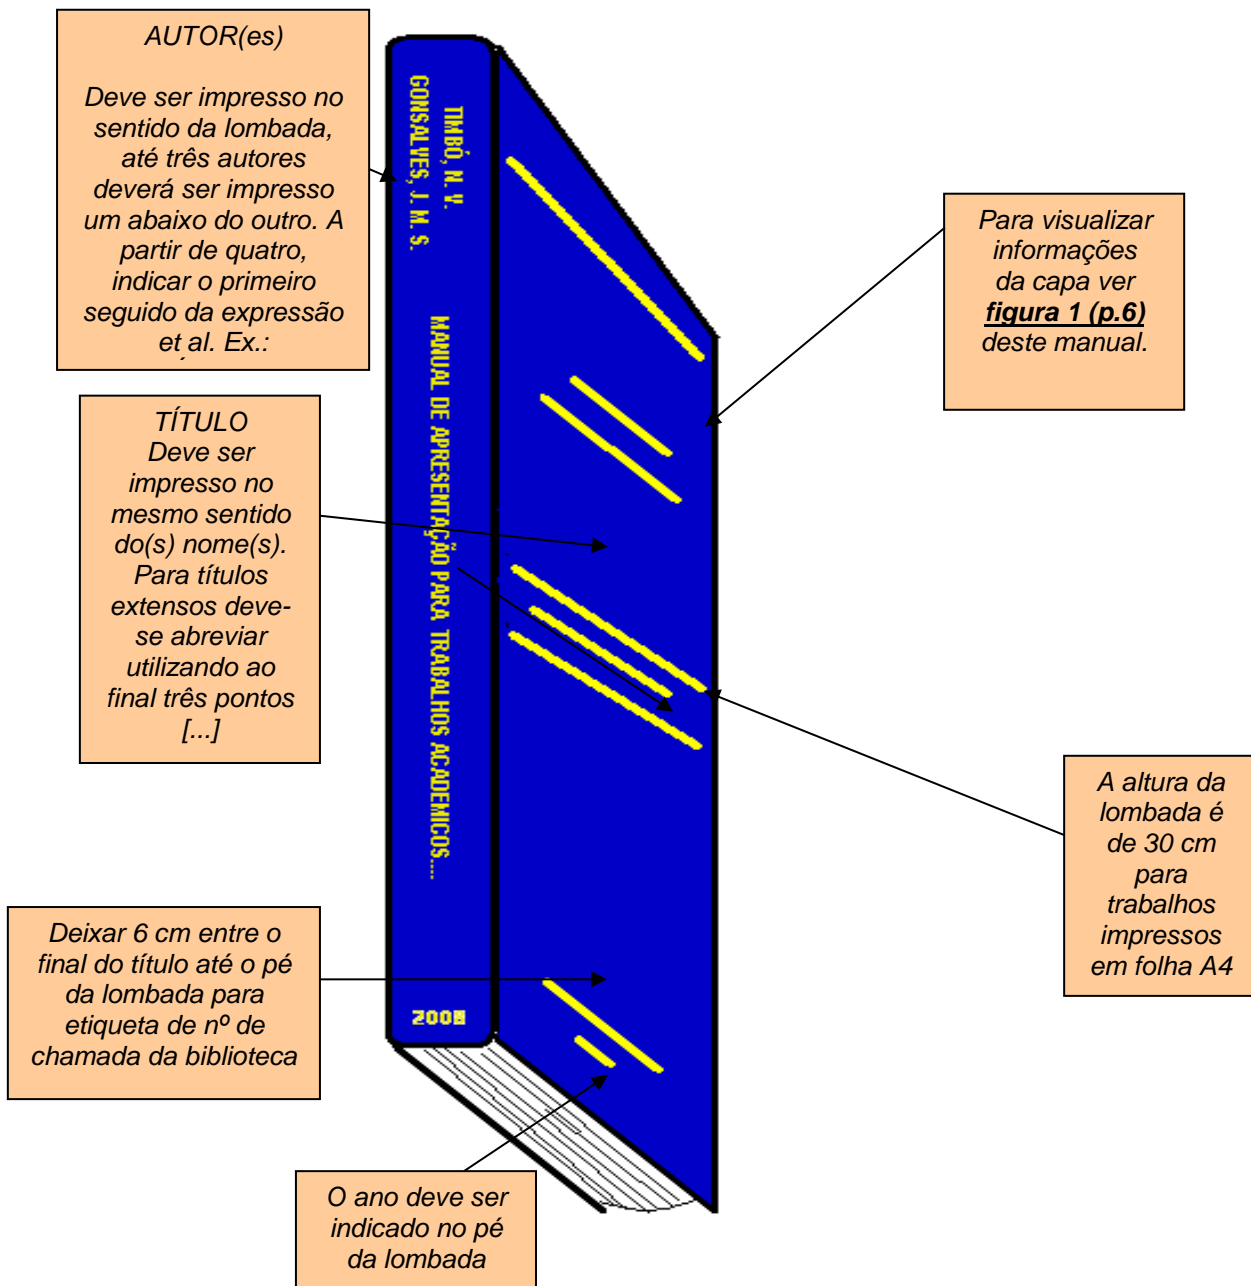 AUTOR(es)
Deve ser impresso no
sentido da lombada,
até três autores
deverá ser impresso
um abaixo do outro. A
partir de quatro,
indicar o primeiro
seguido da expressão
et al. Ex.:
TIMBÓ, N. V.
GONSALVES, J. M. S.
MANUAL DE APRESENTAÇÃO PARA TRABALHOS ACADEMICOS....
2008
Para visualizar
informações
da capa ver
figura 1 (p.6)
deste manual.
TÍTULO
Deve ser
impresso no
mesmo sentido
do(s) nome(s).
Para títulos
extensos deve-
se abreviar
utilizando ao
final três pontos
[...]
A altura da
lombada é
de 30 cm
para
trabalhos
impressos
em folha A4
Deixar 6 cm entre o
final do título até o pé
da lombada para
etiqueta de nº de
chamada da biblioteca
O ano deve ser
indicado no pé
da lombada